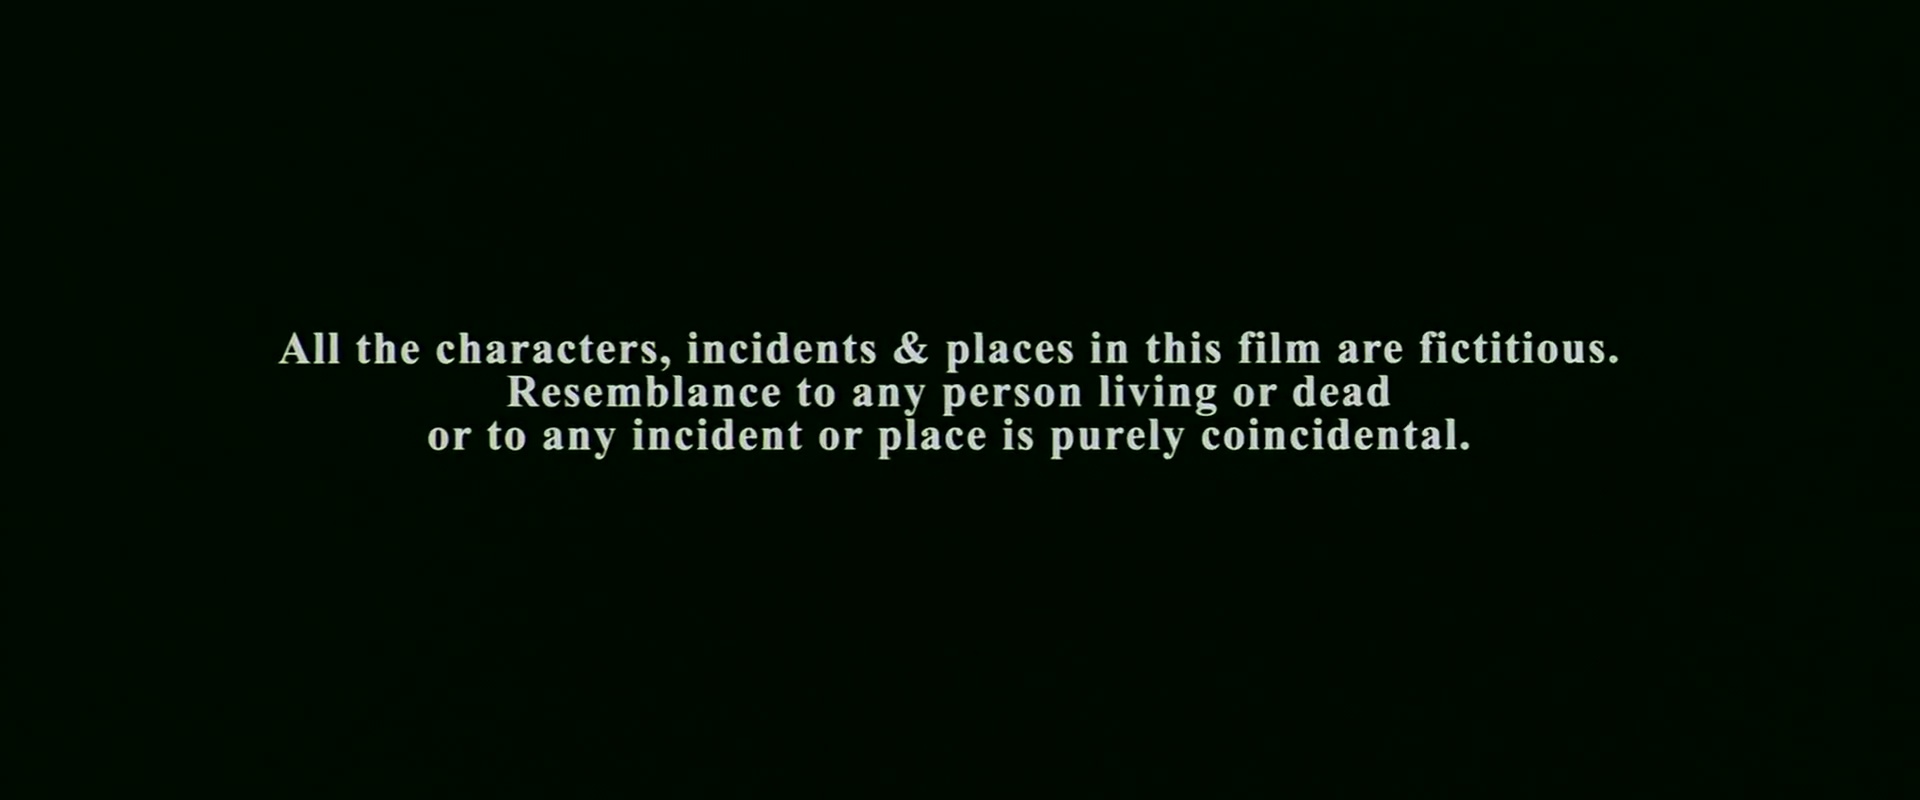 All the characters, incidents & places in this film are fictitious.
Resemblance to any person living or dead
or to any incident or place is purely coincidental.